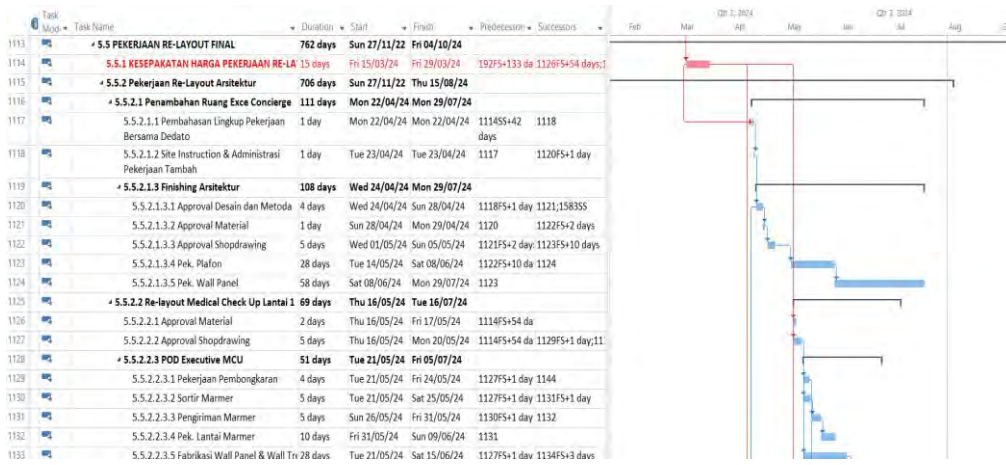 Qtr 2, 2024 Qtr 3, 2024
Task Mode Task Name Duration Start Finish Predecessors Successors Feb Mar Apr May Jun Jul Aug
1113 5.5 PEKERJAAN RE-LAYOUT FINAL 762 days Sun 27/11/22 Fri 04/10/24
1114 5.5.1 KESEPAKATAN HARGA PEKERJAAN RE-LA 15 days Fri 15/03/24 Fri 29/03/24 192FS+133 da 1126FS+54 days;1
1115 5.5.2 Pekerjaan Re-Layout Arsitektur 706 days Sun 27/11/22 Thu 15/08/24
1116 5.5.2.1 Penambahan Ruang Exce Concierge 111 days Mon 22/04/24 Mon 29/07/24
1117 5.5.2.1.1 Pembahasan Lingkup Pekerjaan 1 day Mon 22/04/24 Mon 22/04/24 1114SS+42 1118
Bersama Dedato days
1118 5.5.2.1.2 Site Instruction & Administrasi 1 day Tue 23/04/24 Tue 23/04/24 1117 1120FS+1 day
Pekerjaan Tambah
1119 5.5.2.1.3 Finishing Arsitektur 108 days Wed 24/04/24 Mon 29/07/24
1120 5.5.2.1.3.1 Approval Desain dan Metoda 4 days Wed 24/04/24 Sun 28/04/24 1118FS+1 day 1121;1583SS
1121 5.5.2.1.3.2 Approval Material 1 day Sun 28/04/24 Mon 29/04/24 1120 1122FS+2 days
1122 5.5.2.1.3.3 Approval Shopdrawing 5 days Wed 01/05/24 Sun 05/05/24 1121FS+2 day 1123FS+10 days
1123 5.5.2.1.3.4 Pek. Plafon 28 days Tue 14/05/24 Sat 08/06/24 1122FS+10 da 1124
1124 5.5.2.1.3.5 Pek. Wall Panel 58 days Sat 08/06/24 Mon 29/07/24 1123
1125 5.5.2.2 Re-layout Medical Check Up Lantai 1 69 days Thu 16/05/24 Tue 16/07/24
1126 5.5.2.2.1 Approval Material 2 days Thu 16/05/24 Fri 17/05/24 1114FS+54 da
1127 5.5.2.2.2 Approval Shopdrawing 5 days Thu 16/05/24 Mon 20/05/24 1114FS+54 da 1129FS+1 day;11
1128 5.5.2.2.3 POD Executive MCU 51 days Tue 21/05/24 Fri 05/07/24
1129 5.5.2.2.3.1 Pekerjaan Pembongkaran 4 days Tue 21/05/24 Fri 24/05/24 1127FS+1 day 1144
1130 5.5.2.2.3.2 Sortir Marmer 5 days Tue 21/05/24 Sat 25/05/24 1127FS+1 day 1131FS+1 day
1131 5.5.2.2.3.3 Pengiriman Marmer 5 days Sun 26/05/24 Fri 31/05/24 1130FS+1 day 1132
1132 5.5.2.2.3.4 Pek. Lantai Marmer 10 days Fri 31/05/24 Sun 09/06/24 1131
1133 5.5.2.2.3.5 Fabrikasi Wall Panel & Wall Tr 28 days Tue 21/05/24 Sat 15/06/24 1127FS+1 day 1134FS+3 days